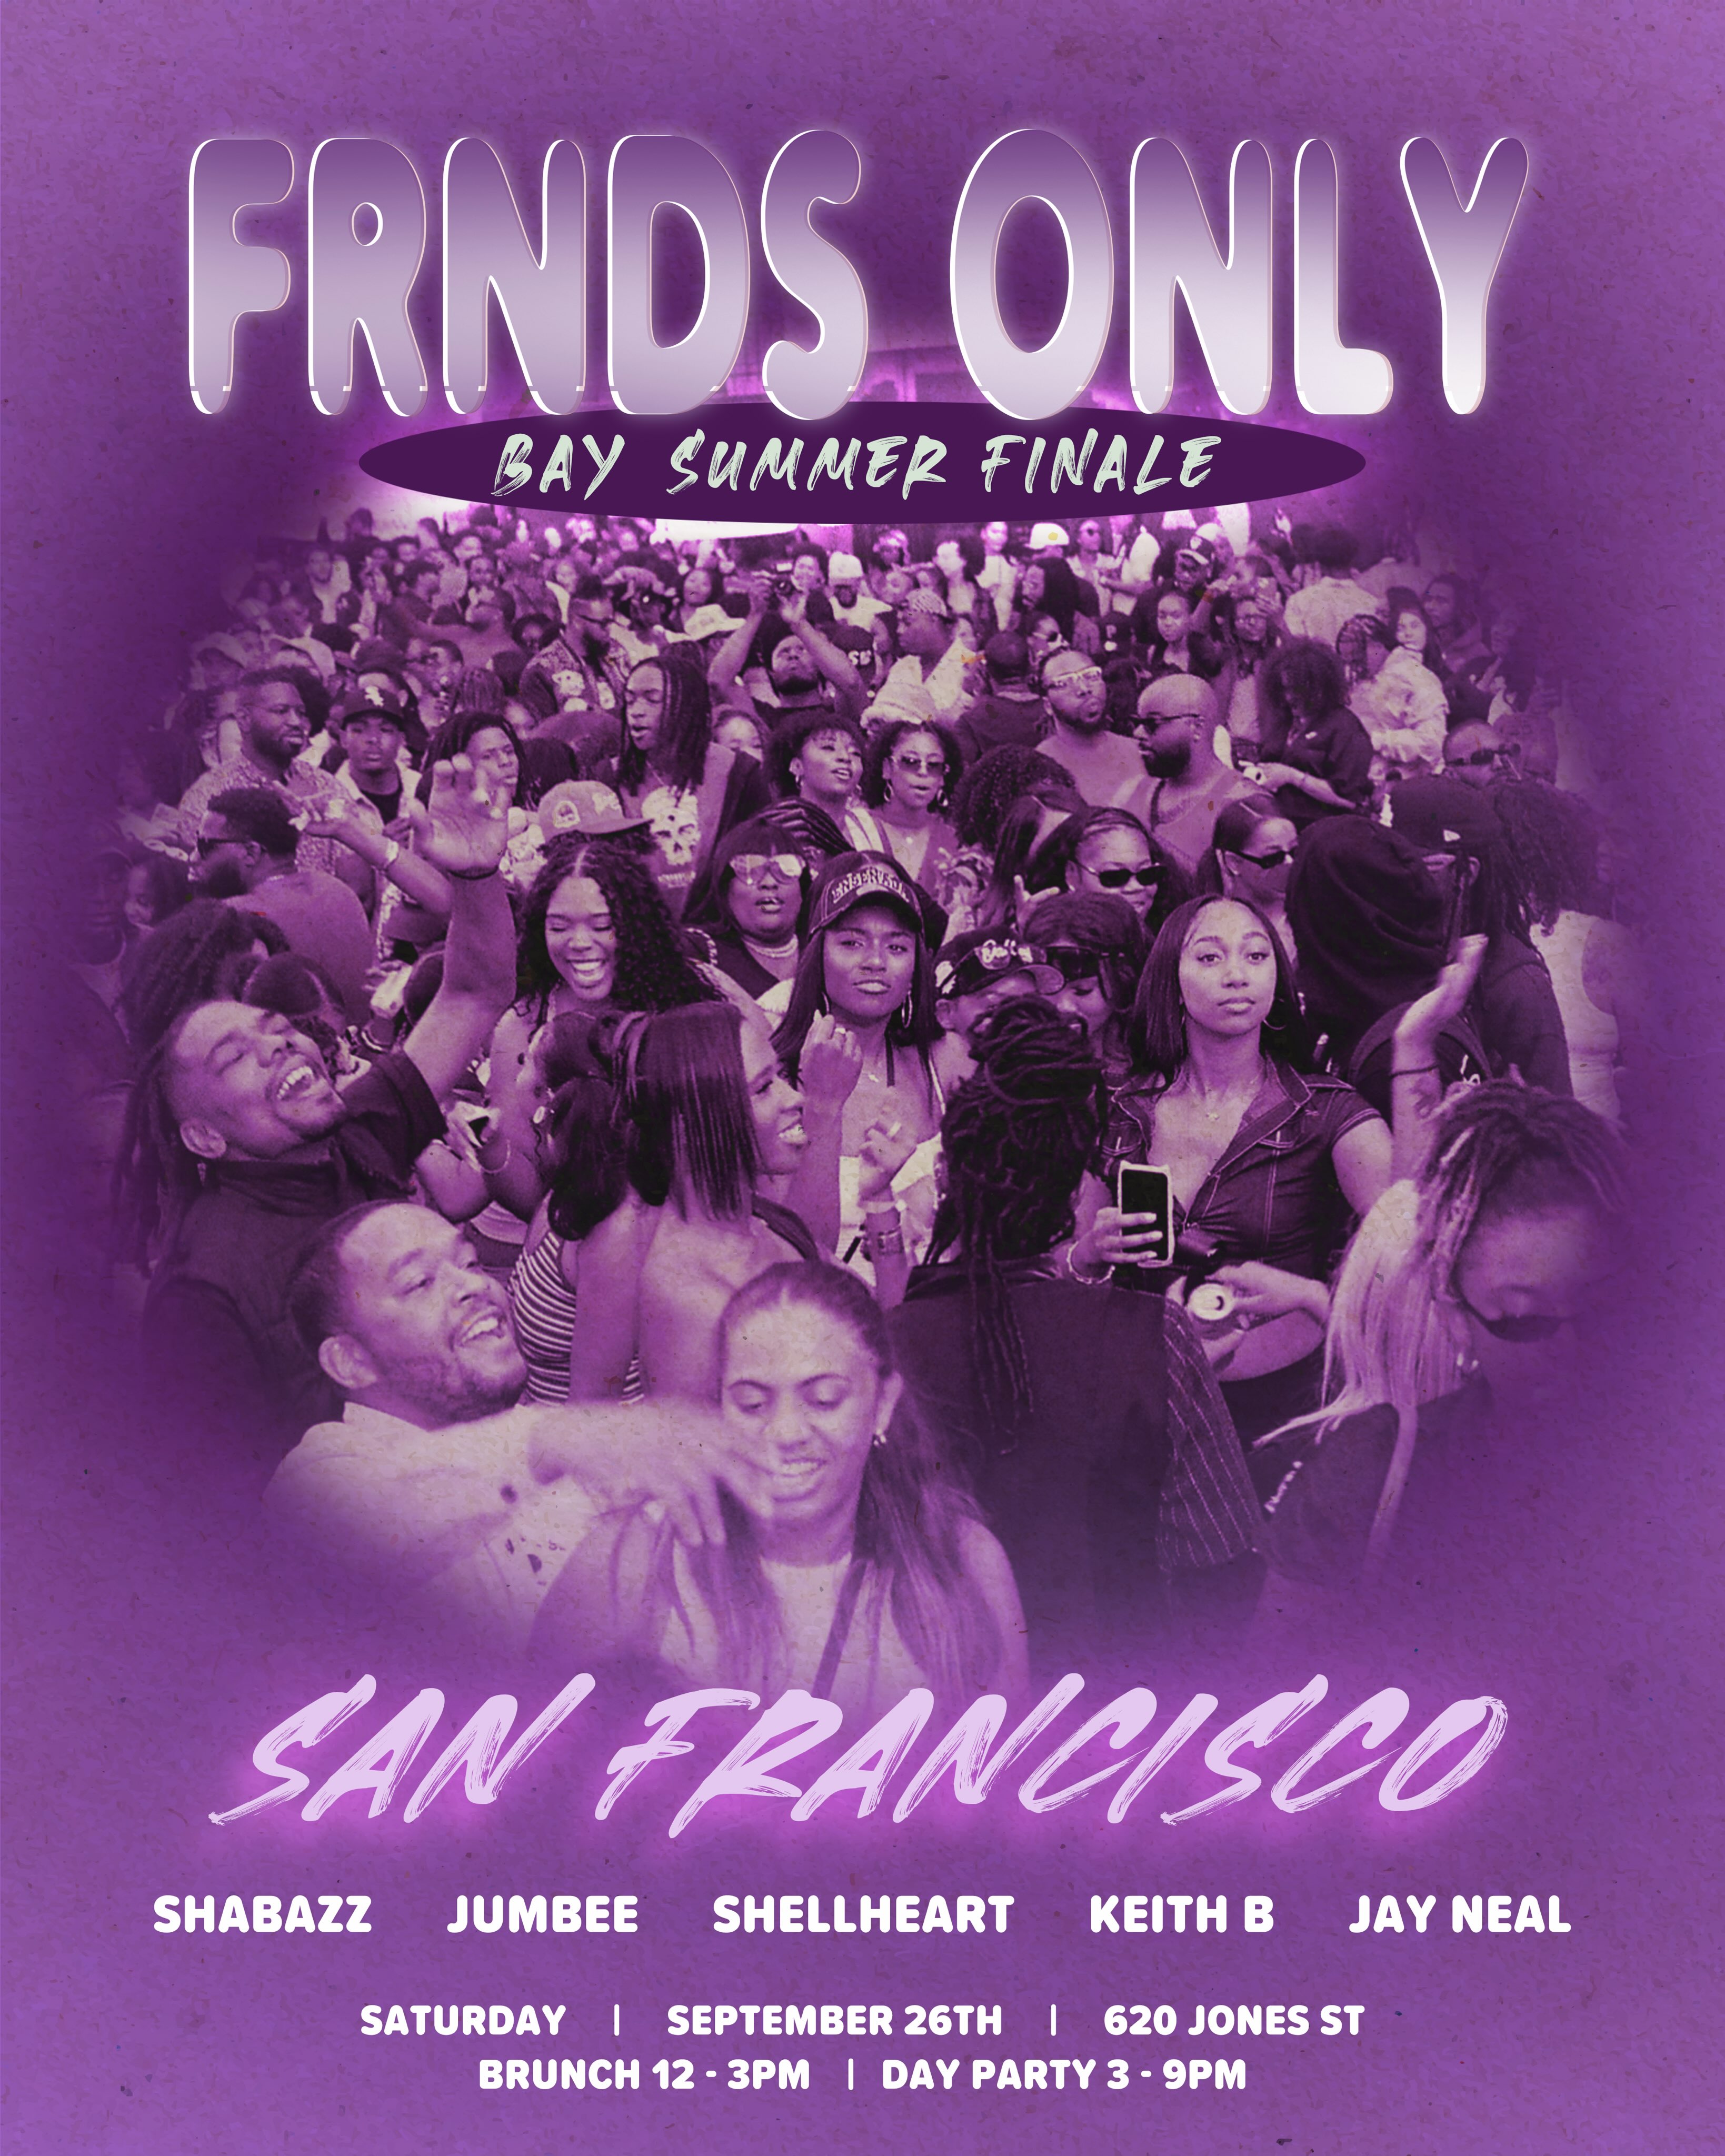 FRNDS ONLY
BAY SUMMER FINALE
ENSENADA
SAN FRANCISCO
SHABAZZ JUMBEE SHELLHEART KEITH B JAY NEAL
SATURDAY | SEPTEMBER 26TH | 620 JONES ST
BRUNCH 12 - 3PM | DAY PARTY 3 - 9PM